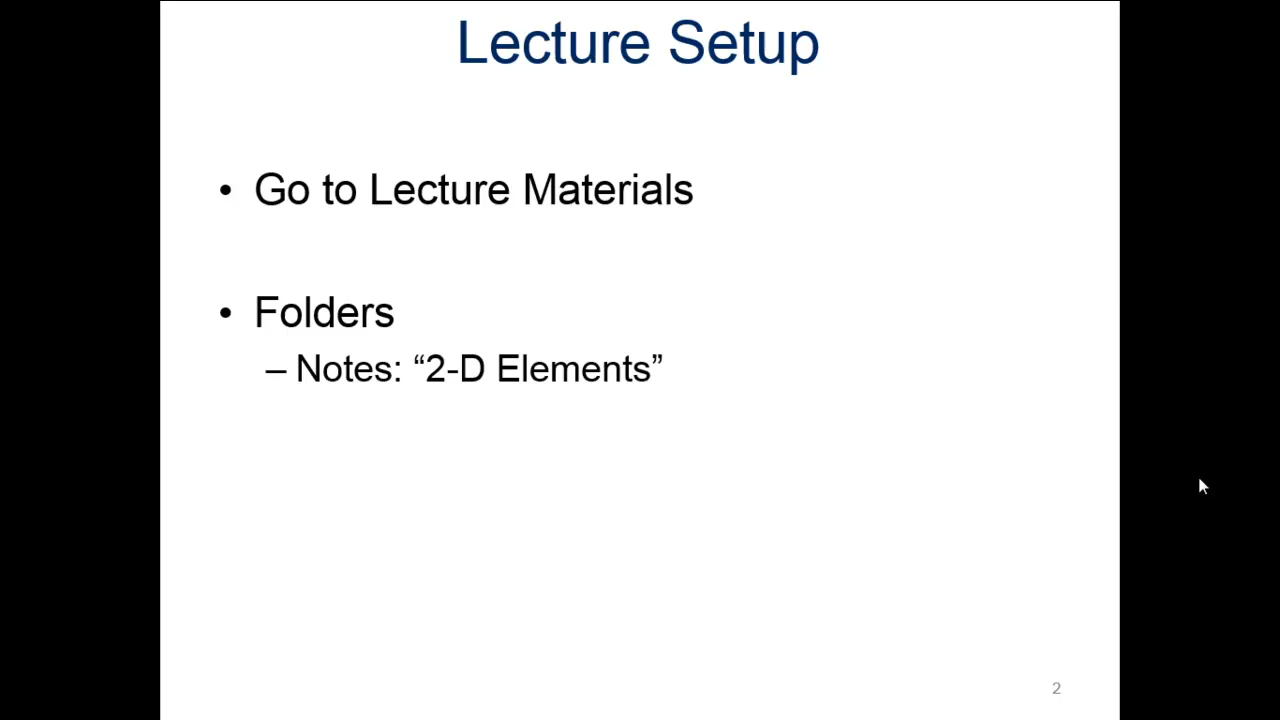 Lecture Setup
• Go to Lecture Materials
• Folders
– Notes: “2-D Elements”
2